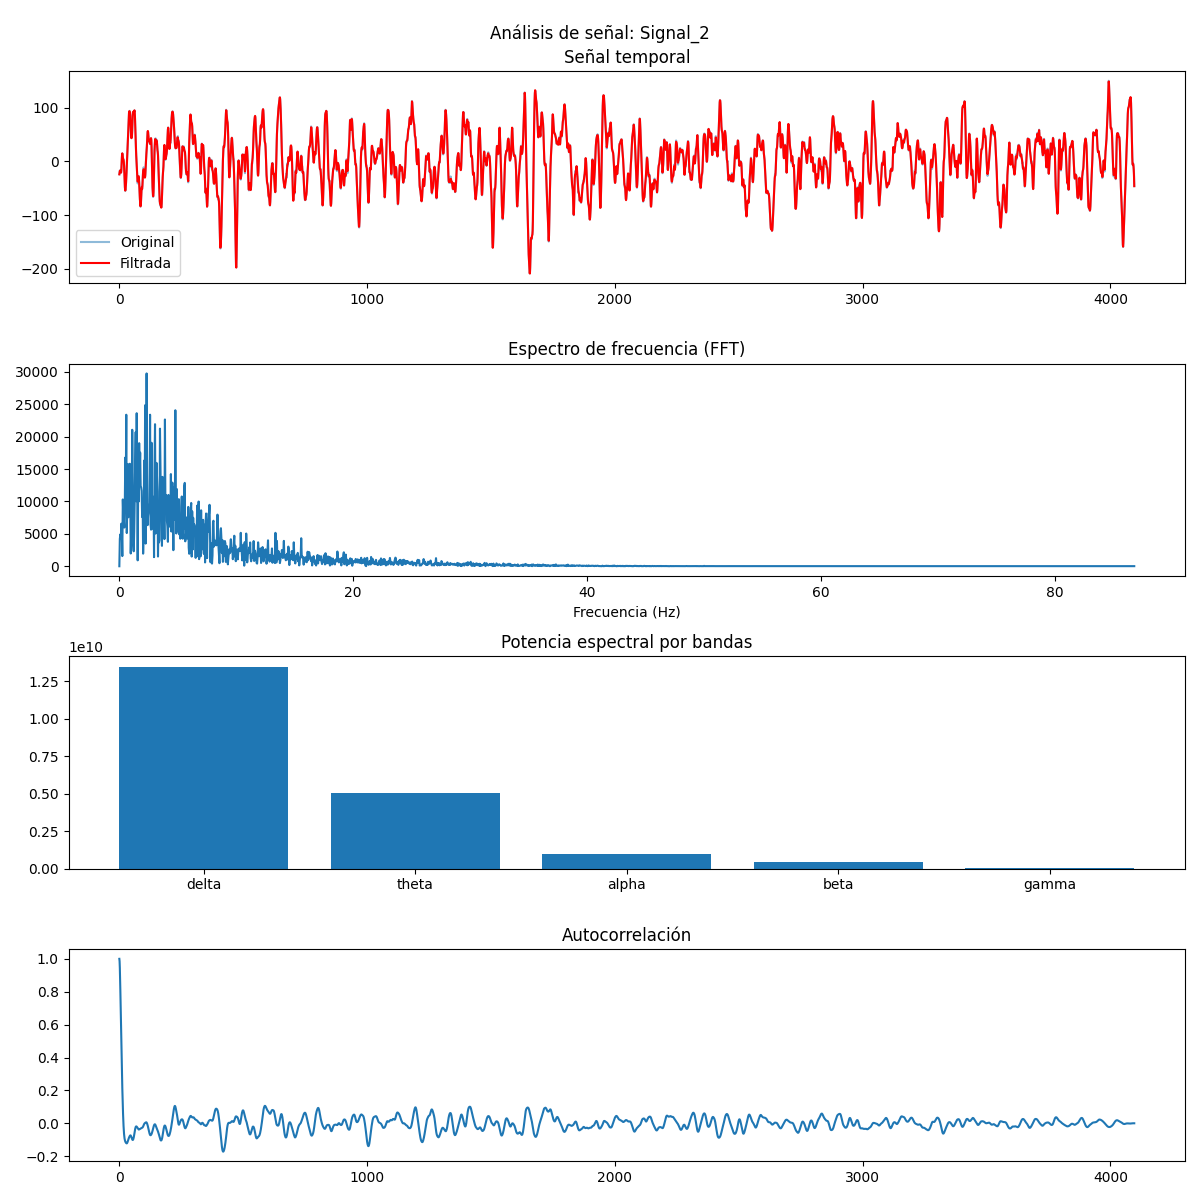 Análisis de señal: Signal_2
Señal temporal
100
0
−100
−200
Original
Filtrada
0 1000 2000 3000 4000
Espectro de frecuencia (FFT)
30000
25000
20000
15000
10000
5000
0
0 20 40 60 80
Frecuencia (Hz)
Potencia espectral por bandas
1e10
1.25
1.00
0.75
0.50
0.25
0.00
delta theta alpha beta gamma
Autocorrelación
1.0
0.8
0.6
0.4
0.2
0.0
−0.2
0 1000 2000 3000 4000